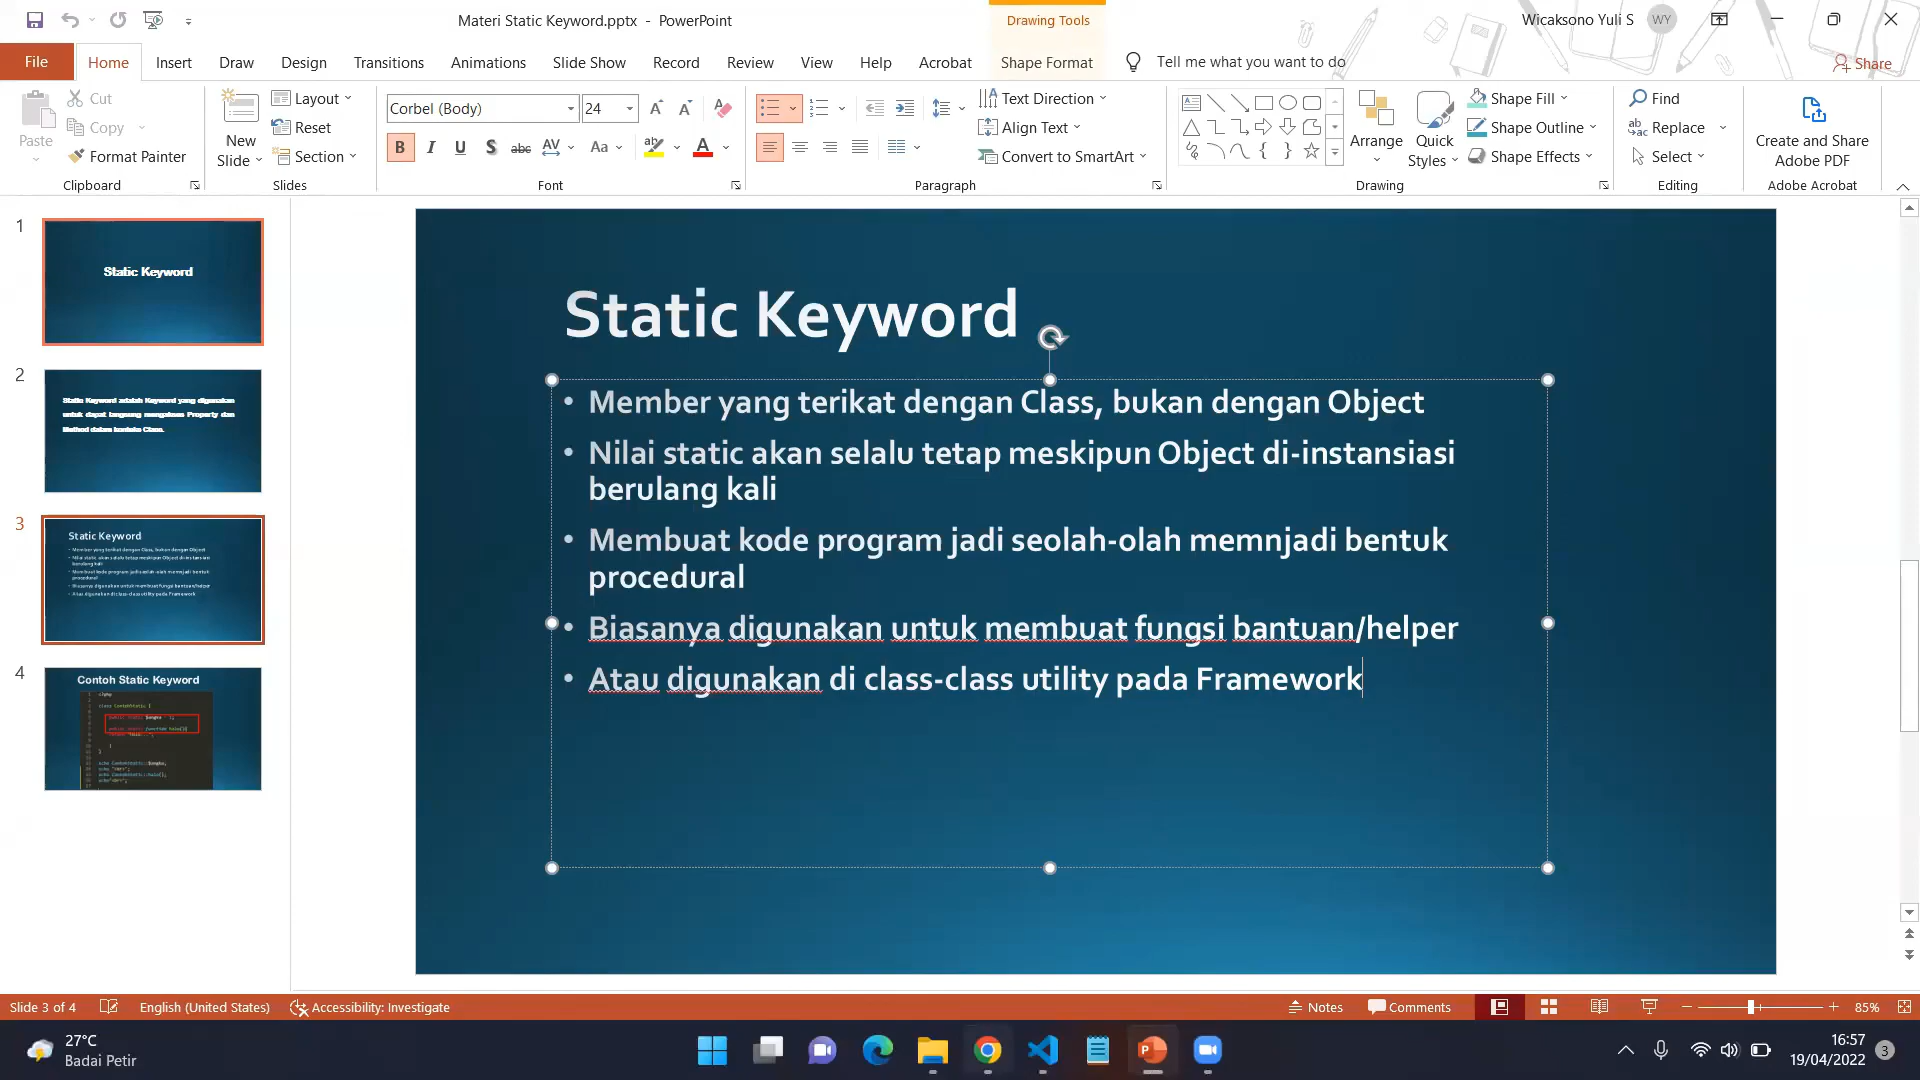 Materi Static Keyword.pptx - PowerPoint
Drawing Tools
Wicaksono Yuli S
WY
File
Home
Insert
Draw
Design
Transitions
Animations
Slide Show
Record
Review
View
Help
Acrobat
Shape Format
Tell me what you want to do
Share
Paste
Cut
Copy
Format Painter
Clipboard
New Slide
Layout
Reset
Section
Slides
Corbel (Body)
24
Font
Text Direction
Align Text
Convert to SmartArt
Paragraph
Arrange
Quick Styles
Shape Fill
Shape Outline
Shape Effects
Drawing
Find
Replace
Select
Editing
Create and Share Adobe PDF
Adobe Acrobat
1
Static Keyword
2
Static Keyword adalah Keyword yang digunakan
untuk dapat langsung mengakses Property dan
Method dalam konteks Class.
3
Static Keyword
Member yang terikat dengan Class, bukan dengan Object
Nilai static akan selalu tetap meskipun Object di-instansiasi
berulang kali
Membuat kode program jadi seolah-olah memnjadi bentuk
procedural
Biasanya digunakan untuk membuat fungsi bantuan/helper
Atau digunakan di class-class utility pada Framework
4
Contoh Static Keyword
Static Keyword
• Member yang terikat dengan Class, bukan dengan Object
• Nilai static akan selalu tetap meskipun Object di-instansiasi
berulang kali
• Membuat kode program jadi seolah-olah memnjadi bentuk
procedural
• Biasanya digunakan untuk membuat fungsi bantuan/helper
• Atau digunakan di class-class utility pada Framework
Slide 3 of 4
English (United States)
Accessibility: Investigate
Notes
Comments
85%
27°C
Badai Petir
16:57
19/04/2022
3